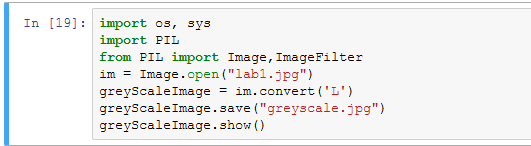 In [19]: import os, sys
import PIL
from PIL import Image,ImageFilter
im = Image.open("lab1.jpg")
greyScaleImage = im.convert('L')
greyScaleImage.save("greyscale.jpg")
greyScaleImage.show()